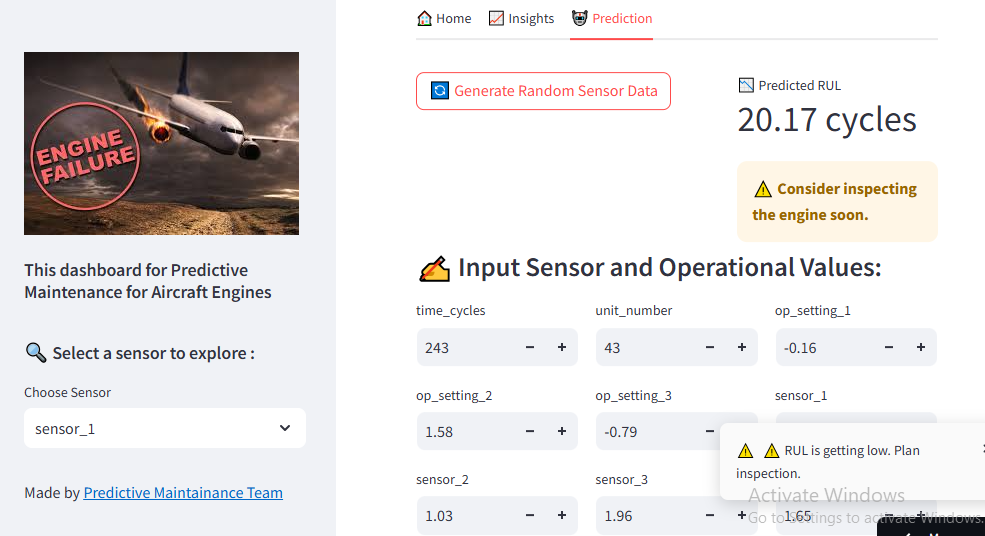 Home
Insights
Prediction
ENGINE
FAILURE
This dashboard for Predictive
Maintenance for Aircraft Engines
Select a sensor to explore :
Choose Sensor
sensor_1
Made by Predictive Maintainance Team
Generate Random Sensor Data
Predicted RUL
20.17 cycles
Consider inspecting
the engine soon.
Input Sensor and Operational Values:
time_cycles
unit_number
op_setting_1
243
43
-0.16
op_setting_2
op_setting_3
sensor_1
1.58
-0.79
sensor_2
sensor_3
1.03
1.96
1.65
RUL is getting low. Plan
inspection.
Activate Windows
Go to Settings to activate Windows.